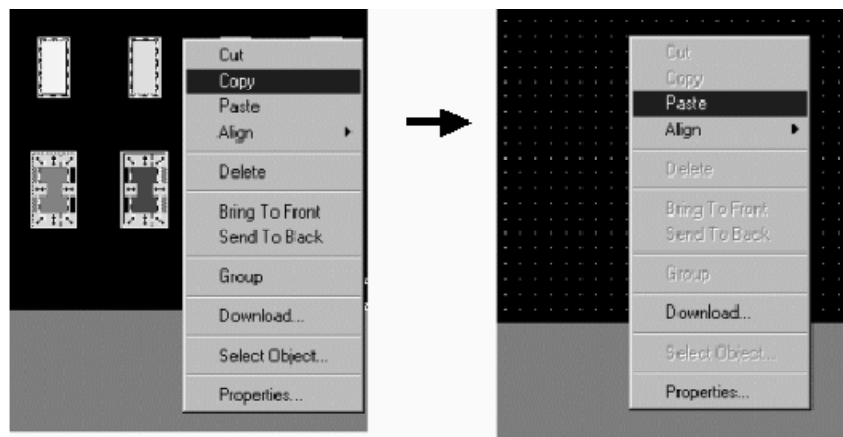 Cut
Copy
Paste
Align
Delete
Bring To Front
Send To Back
Group
Download...
Select Object...
Properties...
Cut
Copy
Paste
Align
Delete
Bring To Front
Send To Back
Group
Download...
Select Object...
Properties...